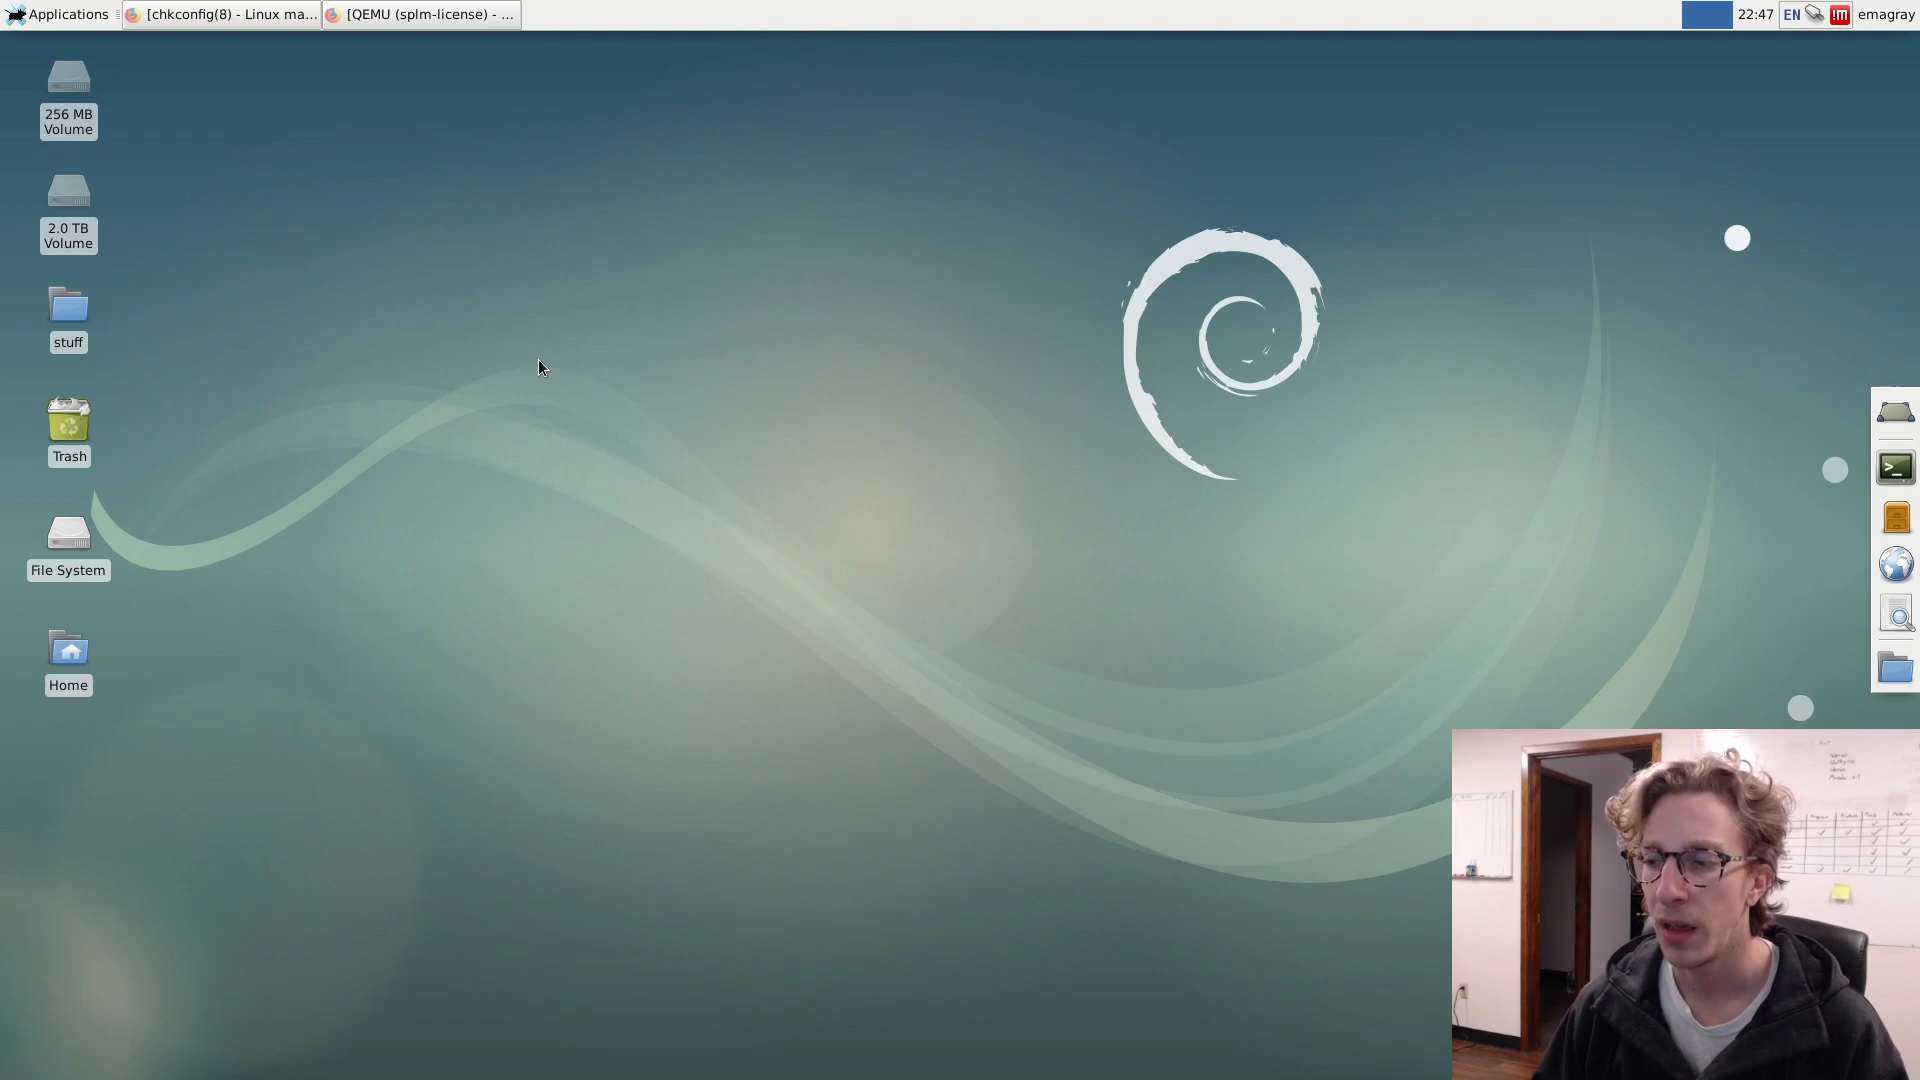 Applications
[chkconfig(8) - Linux ma...
[QEMU (splm-license) - ...
22:47
EN
!m
emagray
256 MB
Volume
2.0 TB
Volume
stuff
Trash
File System
Home
>_